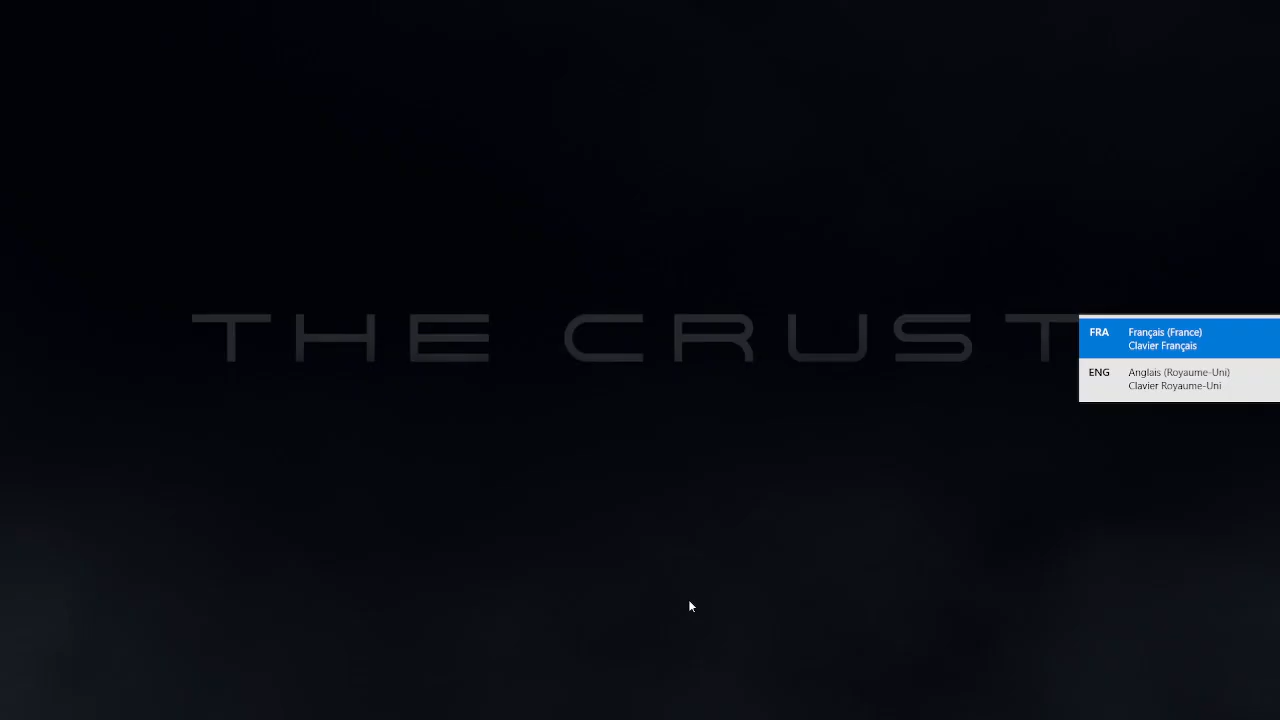 THE CRUST
FRA Français (France)
Clavier Français
ENG Anglais (Royaume-Uni)
Clavier Royaume-Uni